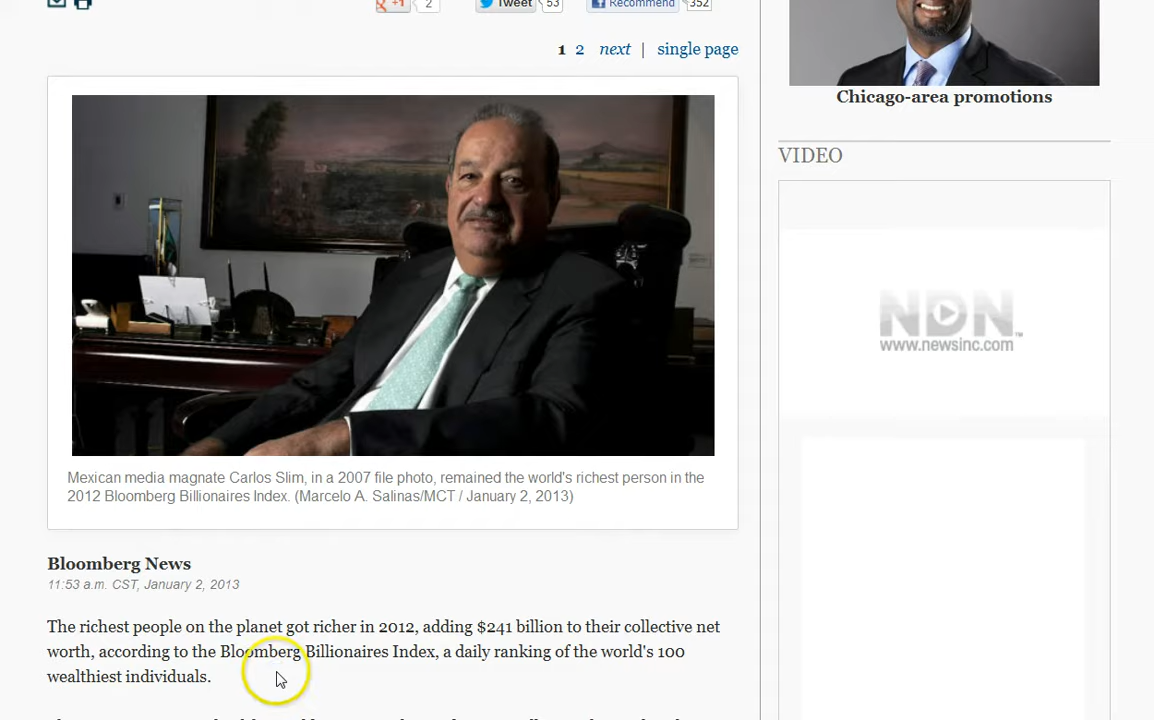 +1
2
Tweet
53
Recommend
352
1 2 next | single page
Chicago-area promotions
VIDEO
NDN™
www.newsinc.com
Mexican media magnate Carlos Slim, in a 2007 file photo, remained the world's richest person in the
2012 Bloomberg Billionaires Index. (Marcelo A. Salinas/MCT / January 2, 2013)
Bloomberg News
11:53 a.m. CST, January 2, 2013
The richest people on the planet got richer in 2012, adding $241 billion to their collective net
worth, according to the Bloomberg Billionaires Index, a daily ranking of the world's 100
wealthiest individuals.